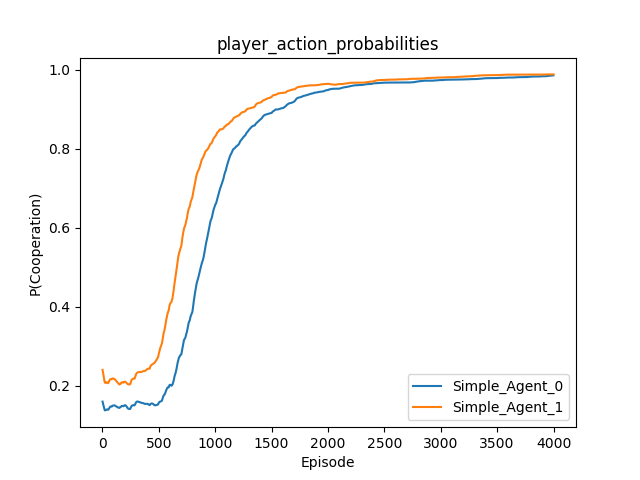 player_action_probabilities
1.0
0.8
0.6
0.4
0.2
P(Cooperation)
Simple_Agent_0
Simple_Agent_1
0 500 1000 1500 2000 2500 3000 3500 4000
Episode